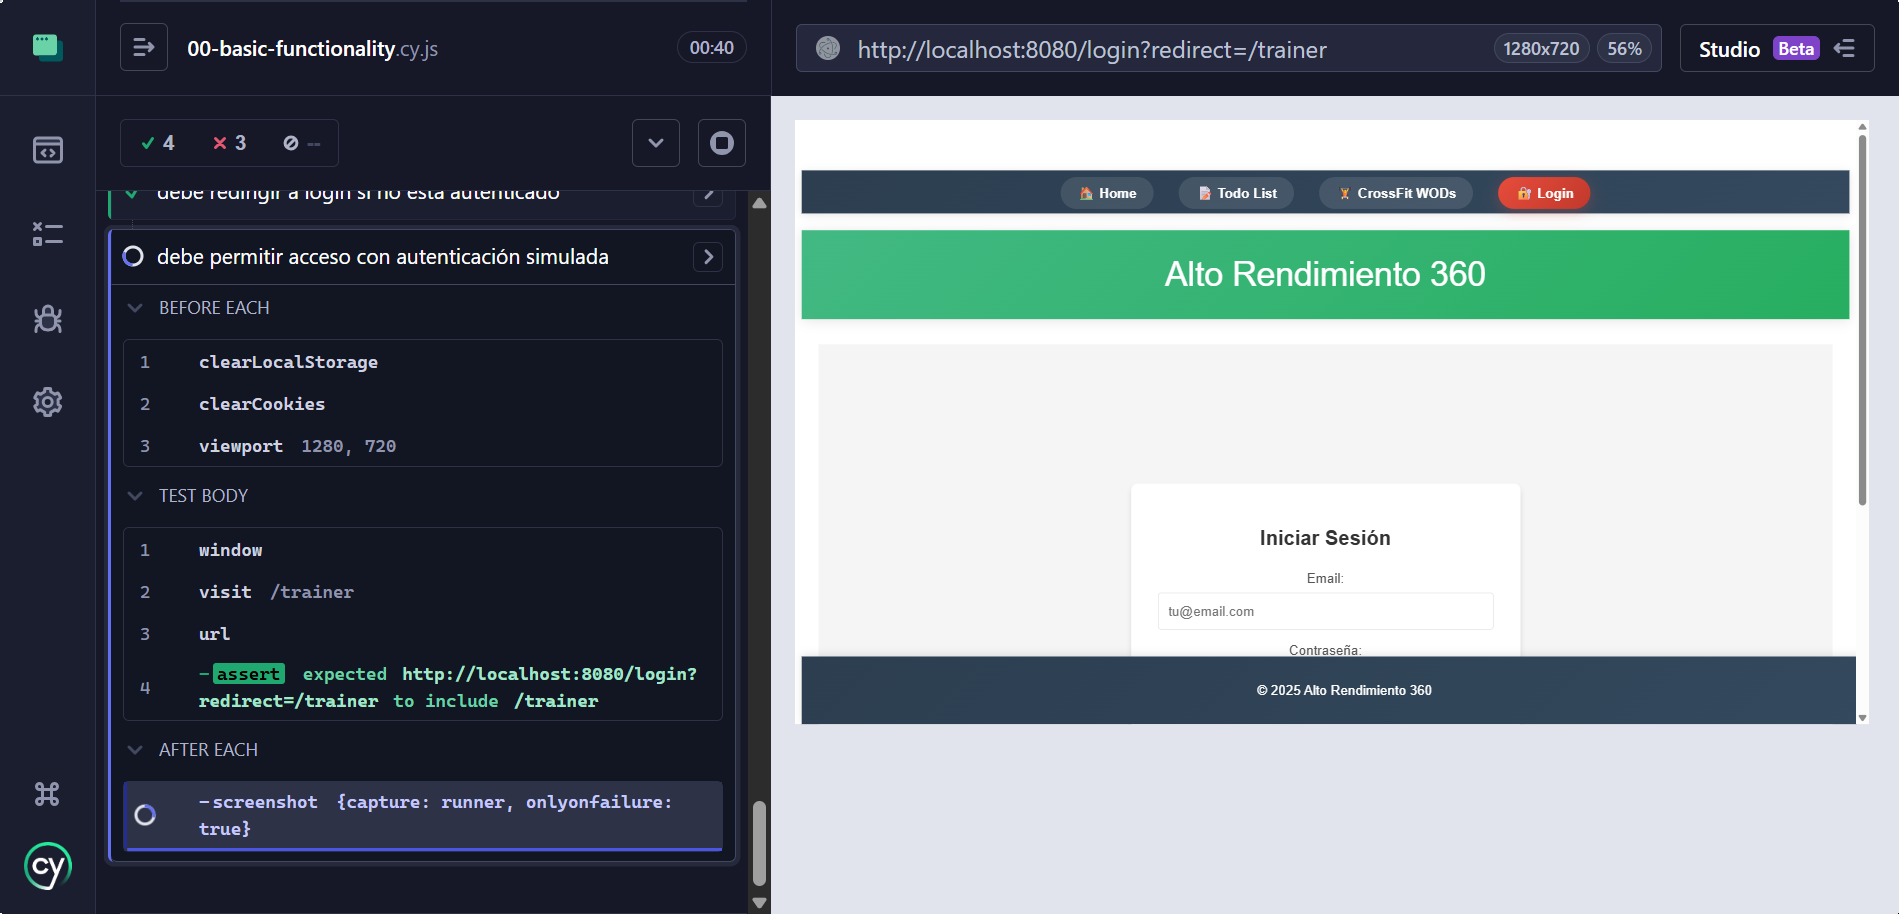 00-basic-functionality.cy.js
00:40
http://localhost:8080/login?redirect=/trainer
1280x720
56%
Studio Beta
4 3 --
debe redirigir a login si no está autenticado
debe permitir acceso con autenticación simulada
BEFORE EACH
1 clearLocalStorage
2 clearCookies
3 viewport 1280, 720
TEST BODY
1 window
2 visit /trainer
3 url
4 -assert expected http://localhost:8080/login?
redirect=/trainer to include /trainer
AFTER EACH
-screenshot {capture: runner, onlyonfailure:
true}
cy
Home
Todo List
CrossFit WODs
Login
Alto Rendimiento 360
Iniciar Sesión
Email:
tu@email.com
Contraseña:
© 2025 Alto Rendimiento 360